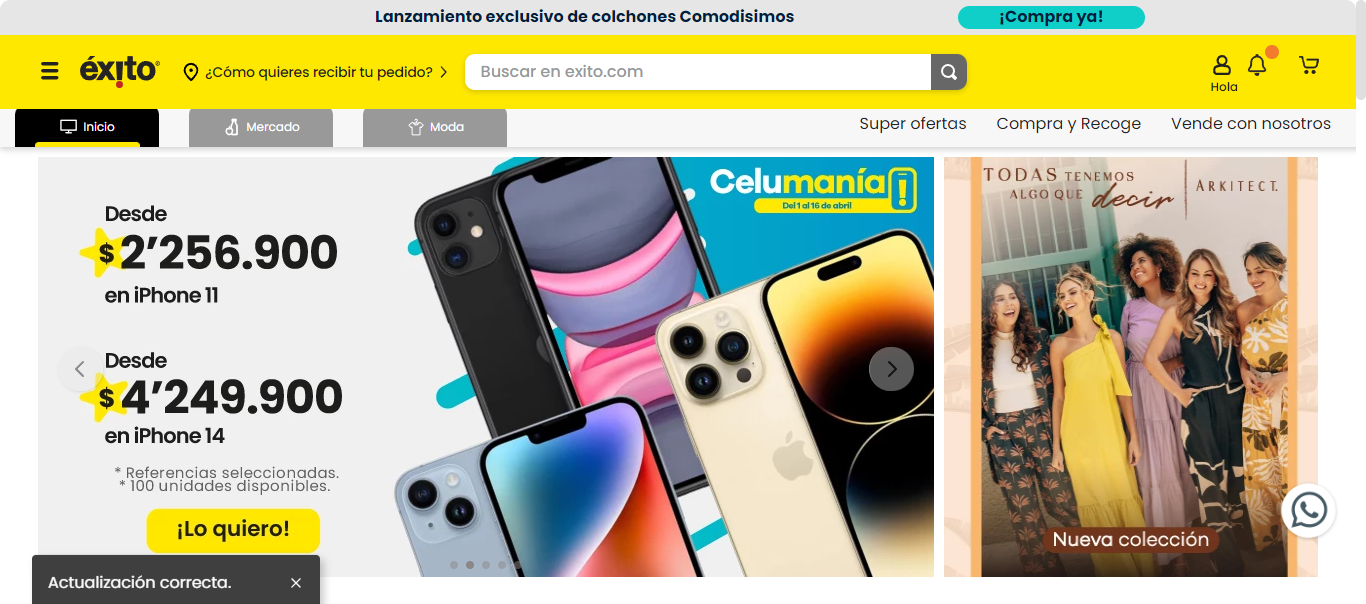 Lanzamiento exclusivo de colchones Comodisimos
¡Compra ya!
éxito
¿Cómo quieres recibir tu pedido?
Buscar en exito.com
Hola
Inicio
Mercado
Moda
Super ofertas
Compra y Recoge
Vende con nosotros
Celumanía!
Del 1 al 16 de abril
Desde
$2’256.900
en iPhone 11
Desde
$4’249.900
en iPhone 14
* Referencias seleccionadas.
* 100 unidades disponibles.
¡Lo quiero!
TODAS TENEMOS
ALGO QUE decir
ARKITECT.
Nueva colección
Actualización correcta.